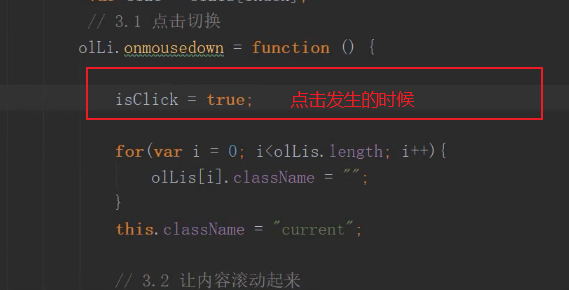 // 3.1 点击切换
olLi.onmousedown = function () {
isClick = true; 点击发生的时候
for(var i = 0; i<olLis.length; i++){
olLis[i].className = "";
}
this.className = "current";
// 3.2 让内容滚动起来